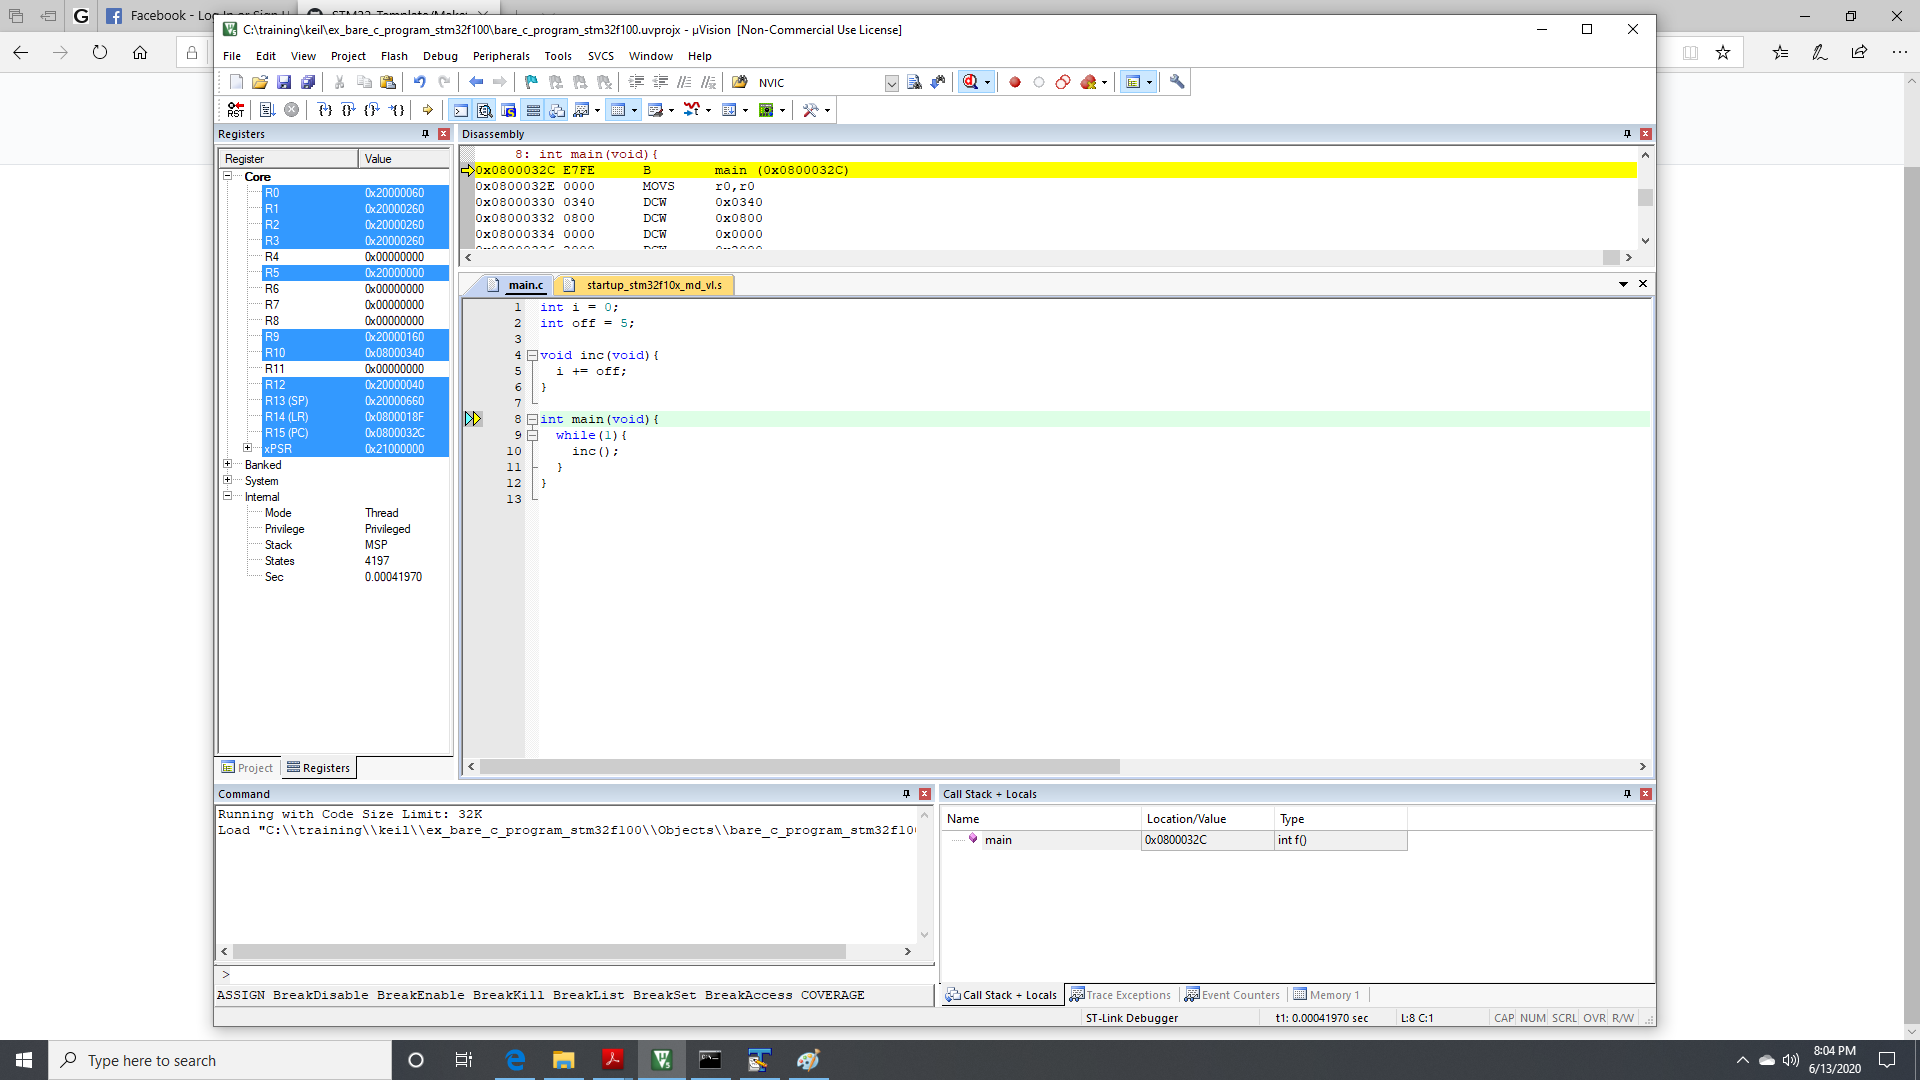 Facebook - Log In or Sign U
STM32_Template/Make
C:\training\keil\ex_bare_c_program_stm32f100\bare_c_program_stm32f100.uvprojx - µVision [Non-Commercial Use License]
File Edit View Project Flash Debug Peripherals Tools SVCS Window Help
NVIC
RST
Registers
Register Value
Core
R0 0x20000060
R1 0x20000260
R2 0x20000260
R3 0x20000260
R4 0x00000000
R5 0x20000000
R6 0x00000000
R7 0x00000000
R8 0x00000000
R9 0x20000160
R10 0x08000340
R11 0x00000000
R12 0x20000040
R13 (SP) 0x20000660
R14 (LR) 0x0800018F
R15 (PC) 0x0800032C
xPSR 0x21000000
Banked
System
Internal
Mode Thread
Privilege Privileged
Stack MSP
States 4197
Sec 0.00041970
Project Registers
Disassembly
8: int main(void){
0x0800032C E7FE B main (0x0800032C)
0x0800032E 0000 MOVS r0,r0
0x08000330 0340 DCW 0x0340
0x08000332 0800 DCW 0x0800
0x08000334 0000 DCW 0x0000
main.c startup_stm32f10x_md_vl.s
1 int i = 0;
2 int off = 5;
3
4 void inc(void){
5 i += off;
6 }
7
8 int main(void){
9 while(1){
10 inc();
11 }
12 }
13
Command
Running with Code Size Limit: 32K
Load "C:\\training\\keil\\ex_bare_c_program_stm32f100\\Objects\\bare_c_program_stm32f10
>
ASSIGN BreakDisable BreakEnable BreakKill BreakList BreakSet BreakAccess COVERAGE
Call Stack + Locals
Name Location/Value Type
main 0x0800032C int f()
Call Stack + Locals Trace Exceptions Event Counters Memory 1
ST-Link Debugger t1: 0.00041970 sec L:8 C:1 CAP NUM SCRL OVR R/W
Type here to search
8:04 PM
6/13/2020